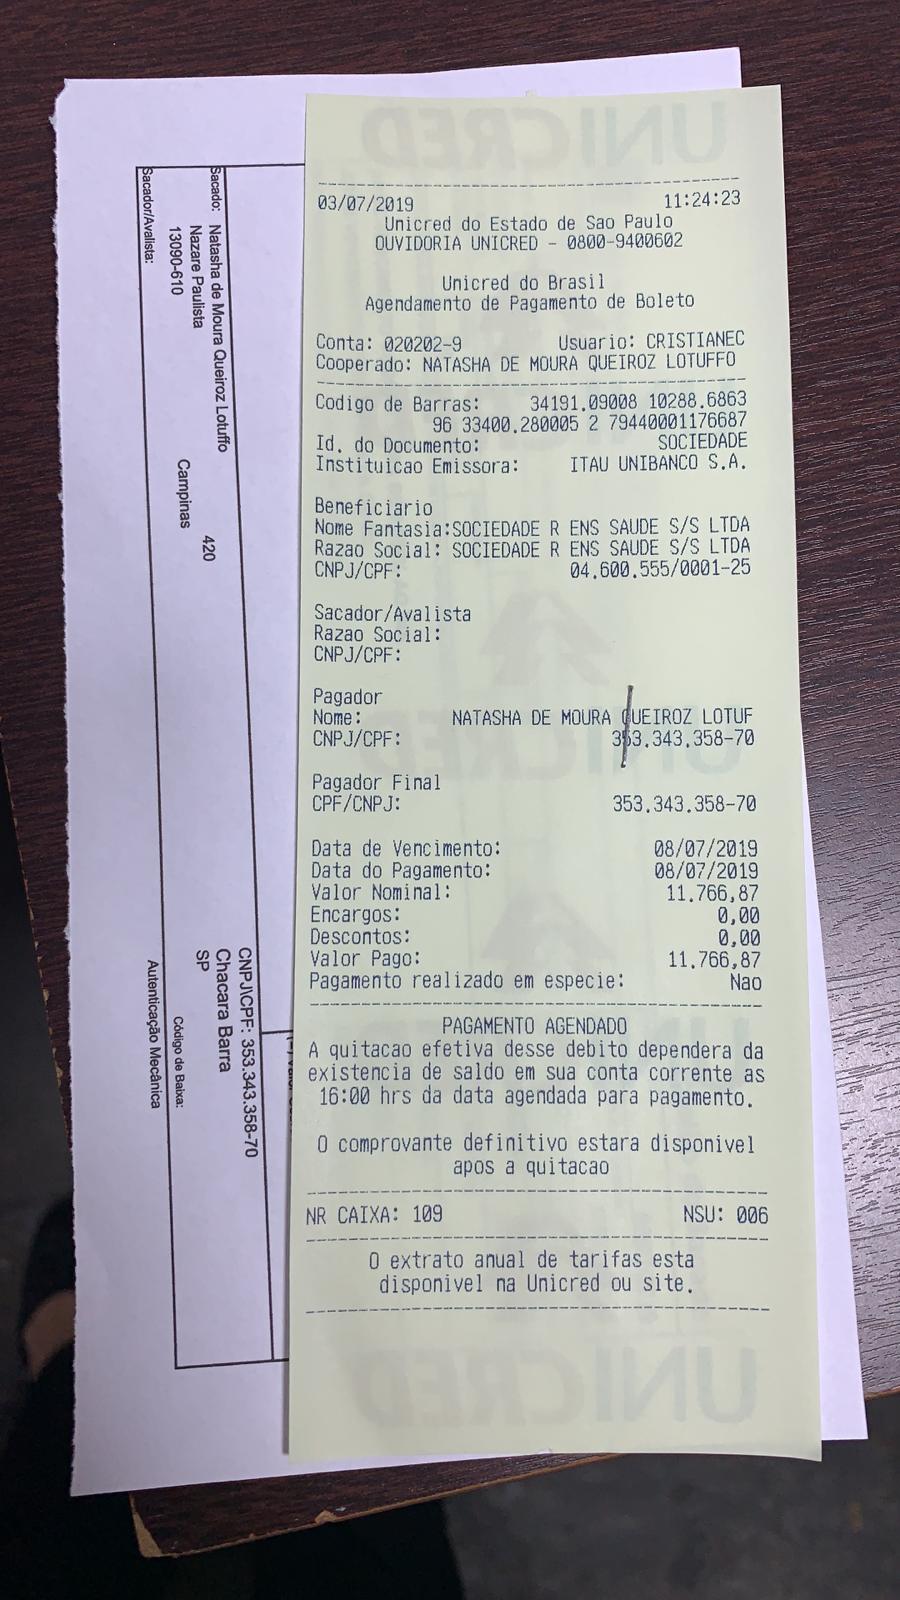 UNICRED
03/07/2019 11:24:23
Unicred do Estado de Sao Paulo
OUVIDORIA UNICRED - 0800-9400602
Unicred do Brasil
Agendamento de Pagamento de Boleto
Conta: 020202-9 Usuario: CRISTIANEC
Cooperado: NATASHA DE MOURA QUEIROZ LOTUFFO
Codigo de Barras: 34191.09008 10288.6863
96 33400.280005 2 79440001176687
Id. do Documento: SOCIEDADE
Instituicao Emissora: ITAU UNIBANCO S.A.
Beneficiario
Nome Fantasia:SOCIEDADE R ENS SAUDE S/S LTDA
Razao Social: SOCIEDADE R ENS SAUDE S/S LTDA
CNPJ/CPF: 04.600.555/0001-25
Sacador/Avalista
Razao Social:
CNPJ/CPF:
Pagador
Nome: NATASHA DE MOURA QUEIROZ LOTUF
CNPJ/CPF: 353.343.358-70
UNICRED
Pagador Final
CPF/CNPJ: 353.343.358-70
Data de Vencimento: 08/07/2019
Data do Pagamento: 08/07/2019
Valor Nominal: 11.766,87
Encargos: 0,00
Descontos: 0,00
Valor Pago: 11.766,87
Pagamento realizado em especie: Nao
PAGAMENTO AGENDADO
A quitacao efetiva desse debito dependera da
existencia de saldo em sua conta corrente as
16:00 hrs da data agendada para pagamento.
O comprovante definitivo estara disponivel
apos a quitacao
NR CAIXA: 109 NSU: 006
O extrato anual de tarifas esta
disponivel na Unicred ou site.
UNICRED
Sacado: Natasha de Moura Queiroz Lotuffo CNPJ\CPF: 353.343.358-70
Nazare Paulista 420 Chacara Barra
13090-610 Campinas SP
Sacador/Avalista: Código de Baixa:
Autenticação Mecânica